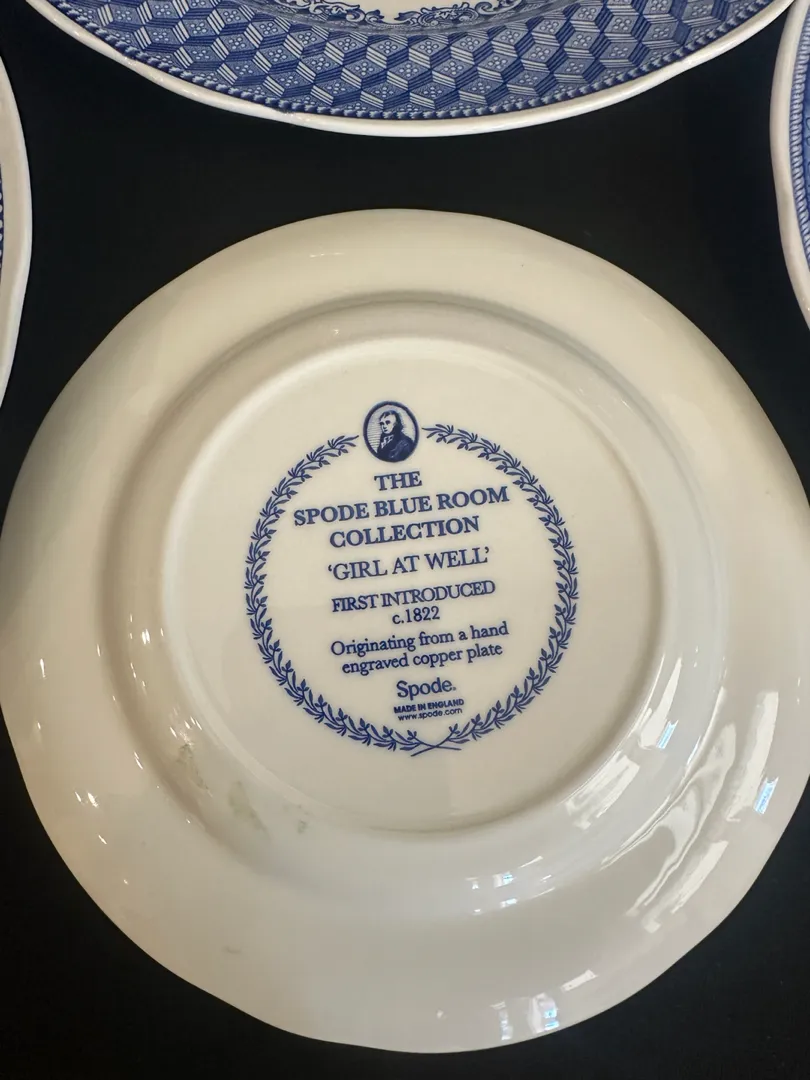 THE
SPODE BLUE ROOM
COLLECTION
‘GIRL AT WELL’
FIRST INTRODUCED
c.1822
Originating from a hand
engraved copper plate
Spode.
MADE IN ENGLAND
www.spode.com